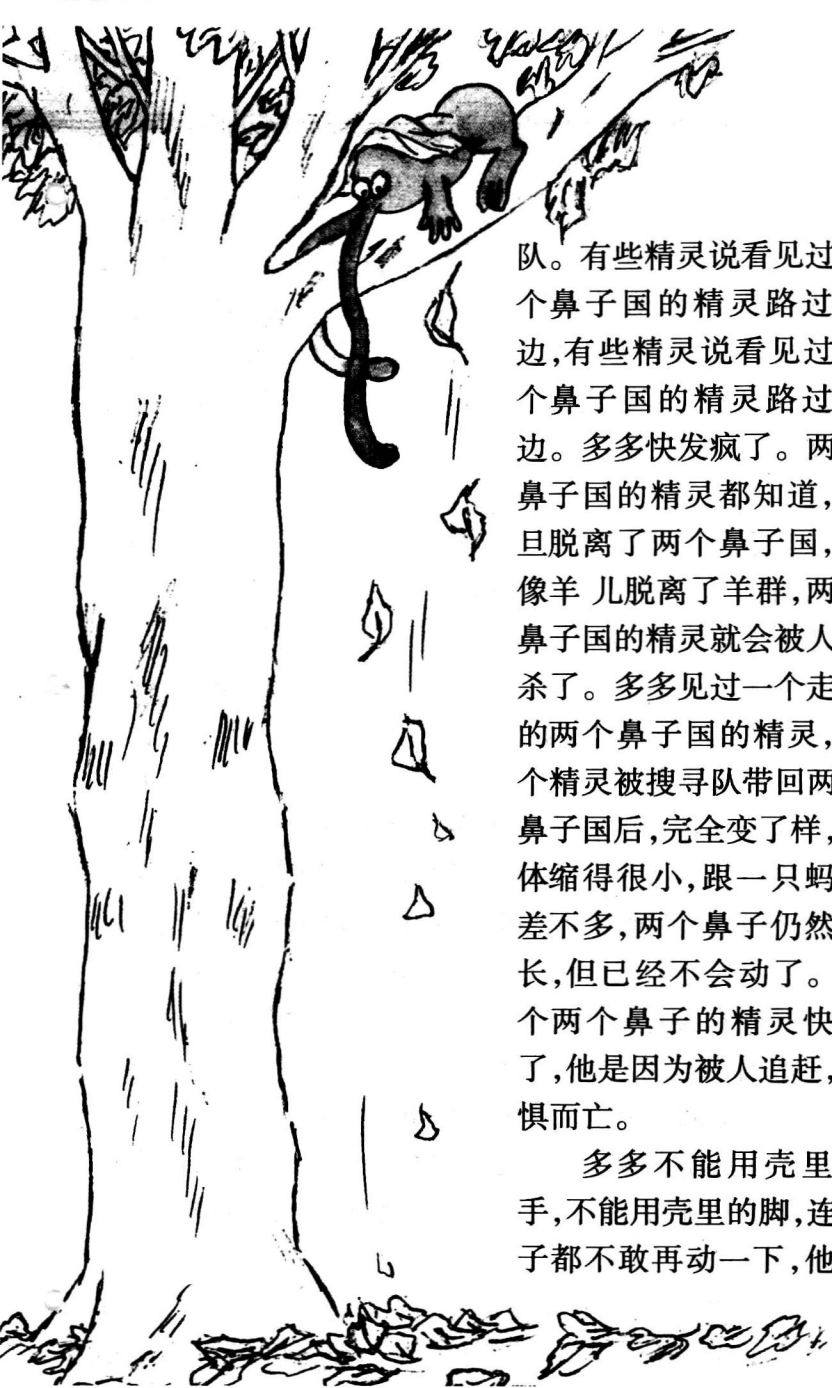 队。有些精灵说看见过
个鼻子国的精灵路过
边,有些精灵说看见过
个鼻子国的精灵路过
边。多多快发疯了。两
鼻子国的精灵都知道,
旦脱离了两个鼻子国,
像羊 儿脱离了羊群,两
鼻子国的精灵就会被人
杀了。多多见过一个走
的两个鼻子国的精灵,
个精灵被搜寻队带回两
鼻子国后,完全变了样,
体缩得很小,跟一只蚂
差不多,两个鼻子仍然
长,但已经不会动了。
个两个鼻子的精灵快
了,他是因为被人追赶,
惧而亡。
多多不能用壳里
手,不能用壳里的脚,连
子都不敢再动一下,他